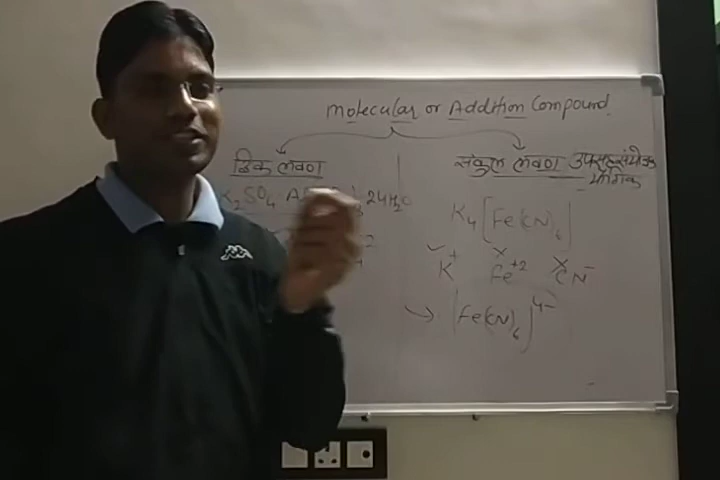 molecular or Addition Compound
द्विक लवण
संकुल लवण उपसहसंयोजक
यौगिक
K₂SO₄ 24H₂O
K₄[Fe(CN)₆]
K⁺ Fe⁺² CN⁻
[Fe(CN)₆]⁴⁻